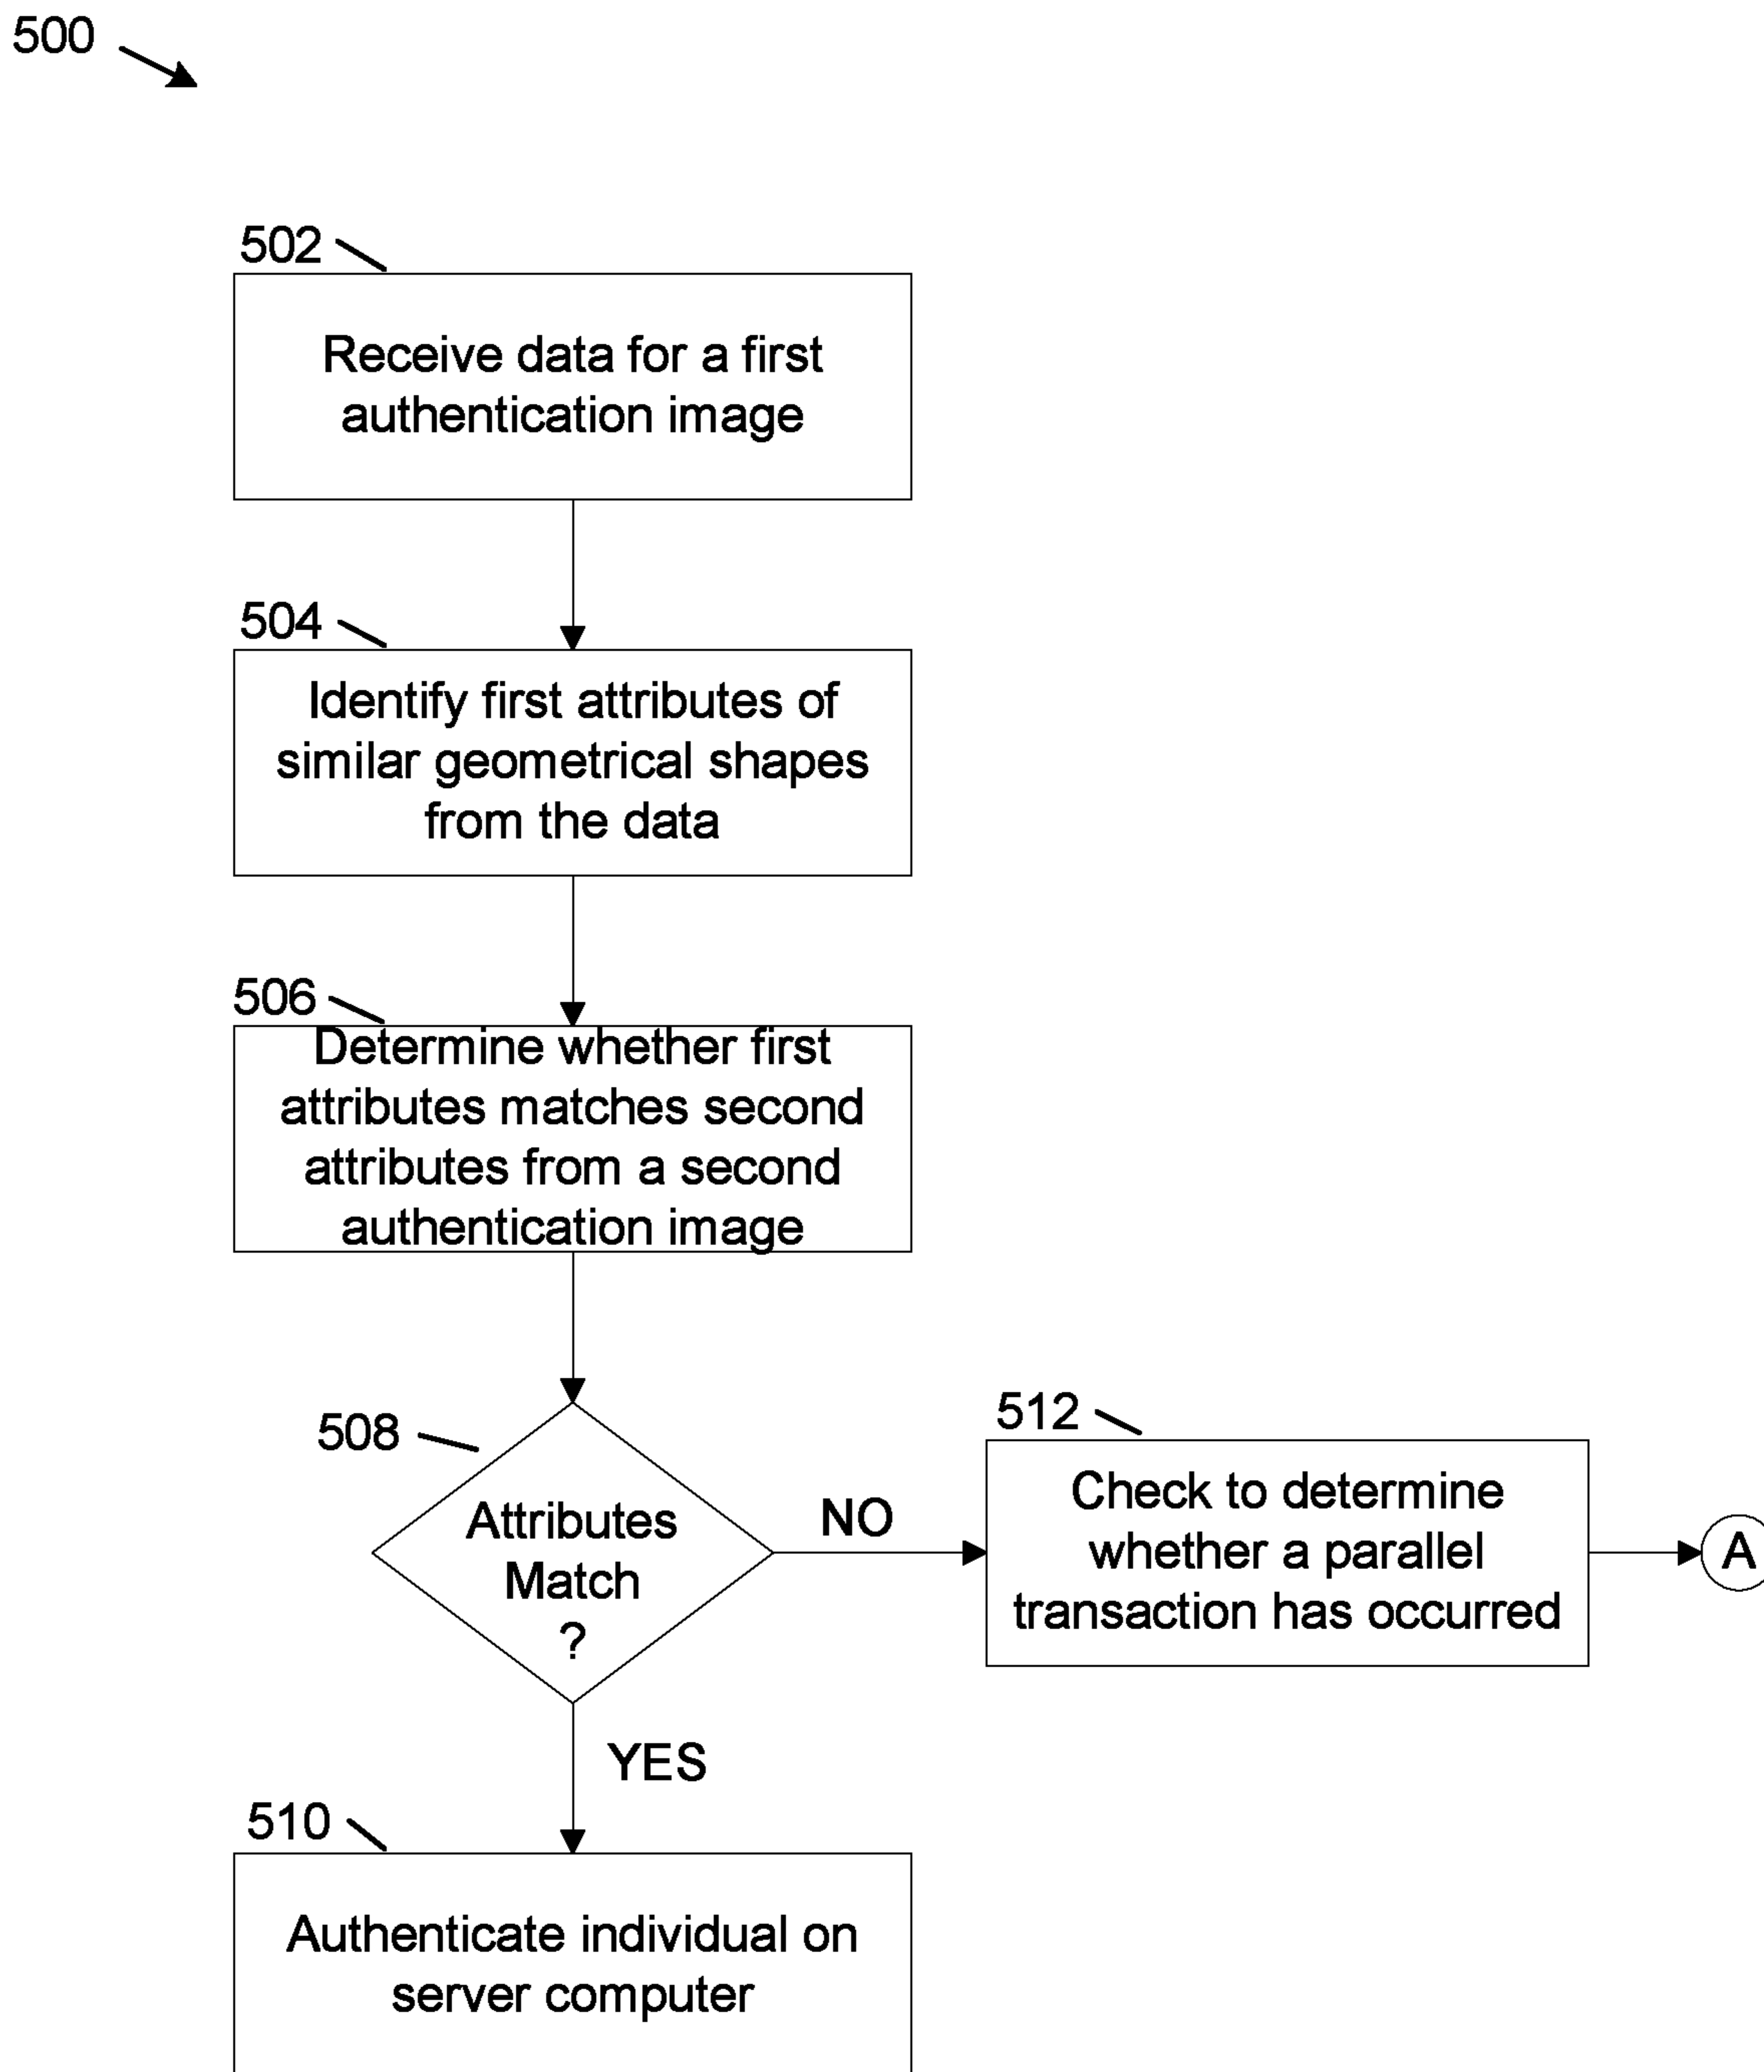 500
502
Receive data for a first
authentication image
504
Identify first attributes of
similar geometrical shapes
from the data
506
Determine whether first
attributes matches second
attributes from a second
authentication image
508
Attributes
Match
?
NO
512
Check to determine
whether a parallel
transaction has occurred
A
YES
510
Authenticate individual on
server computer